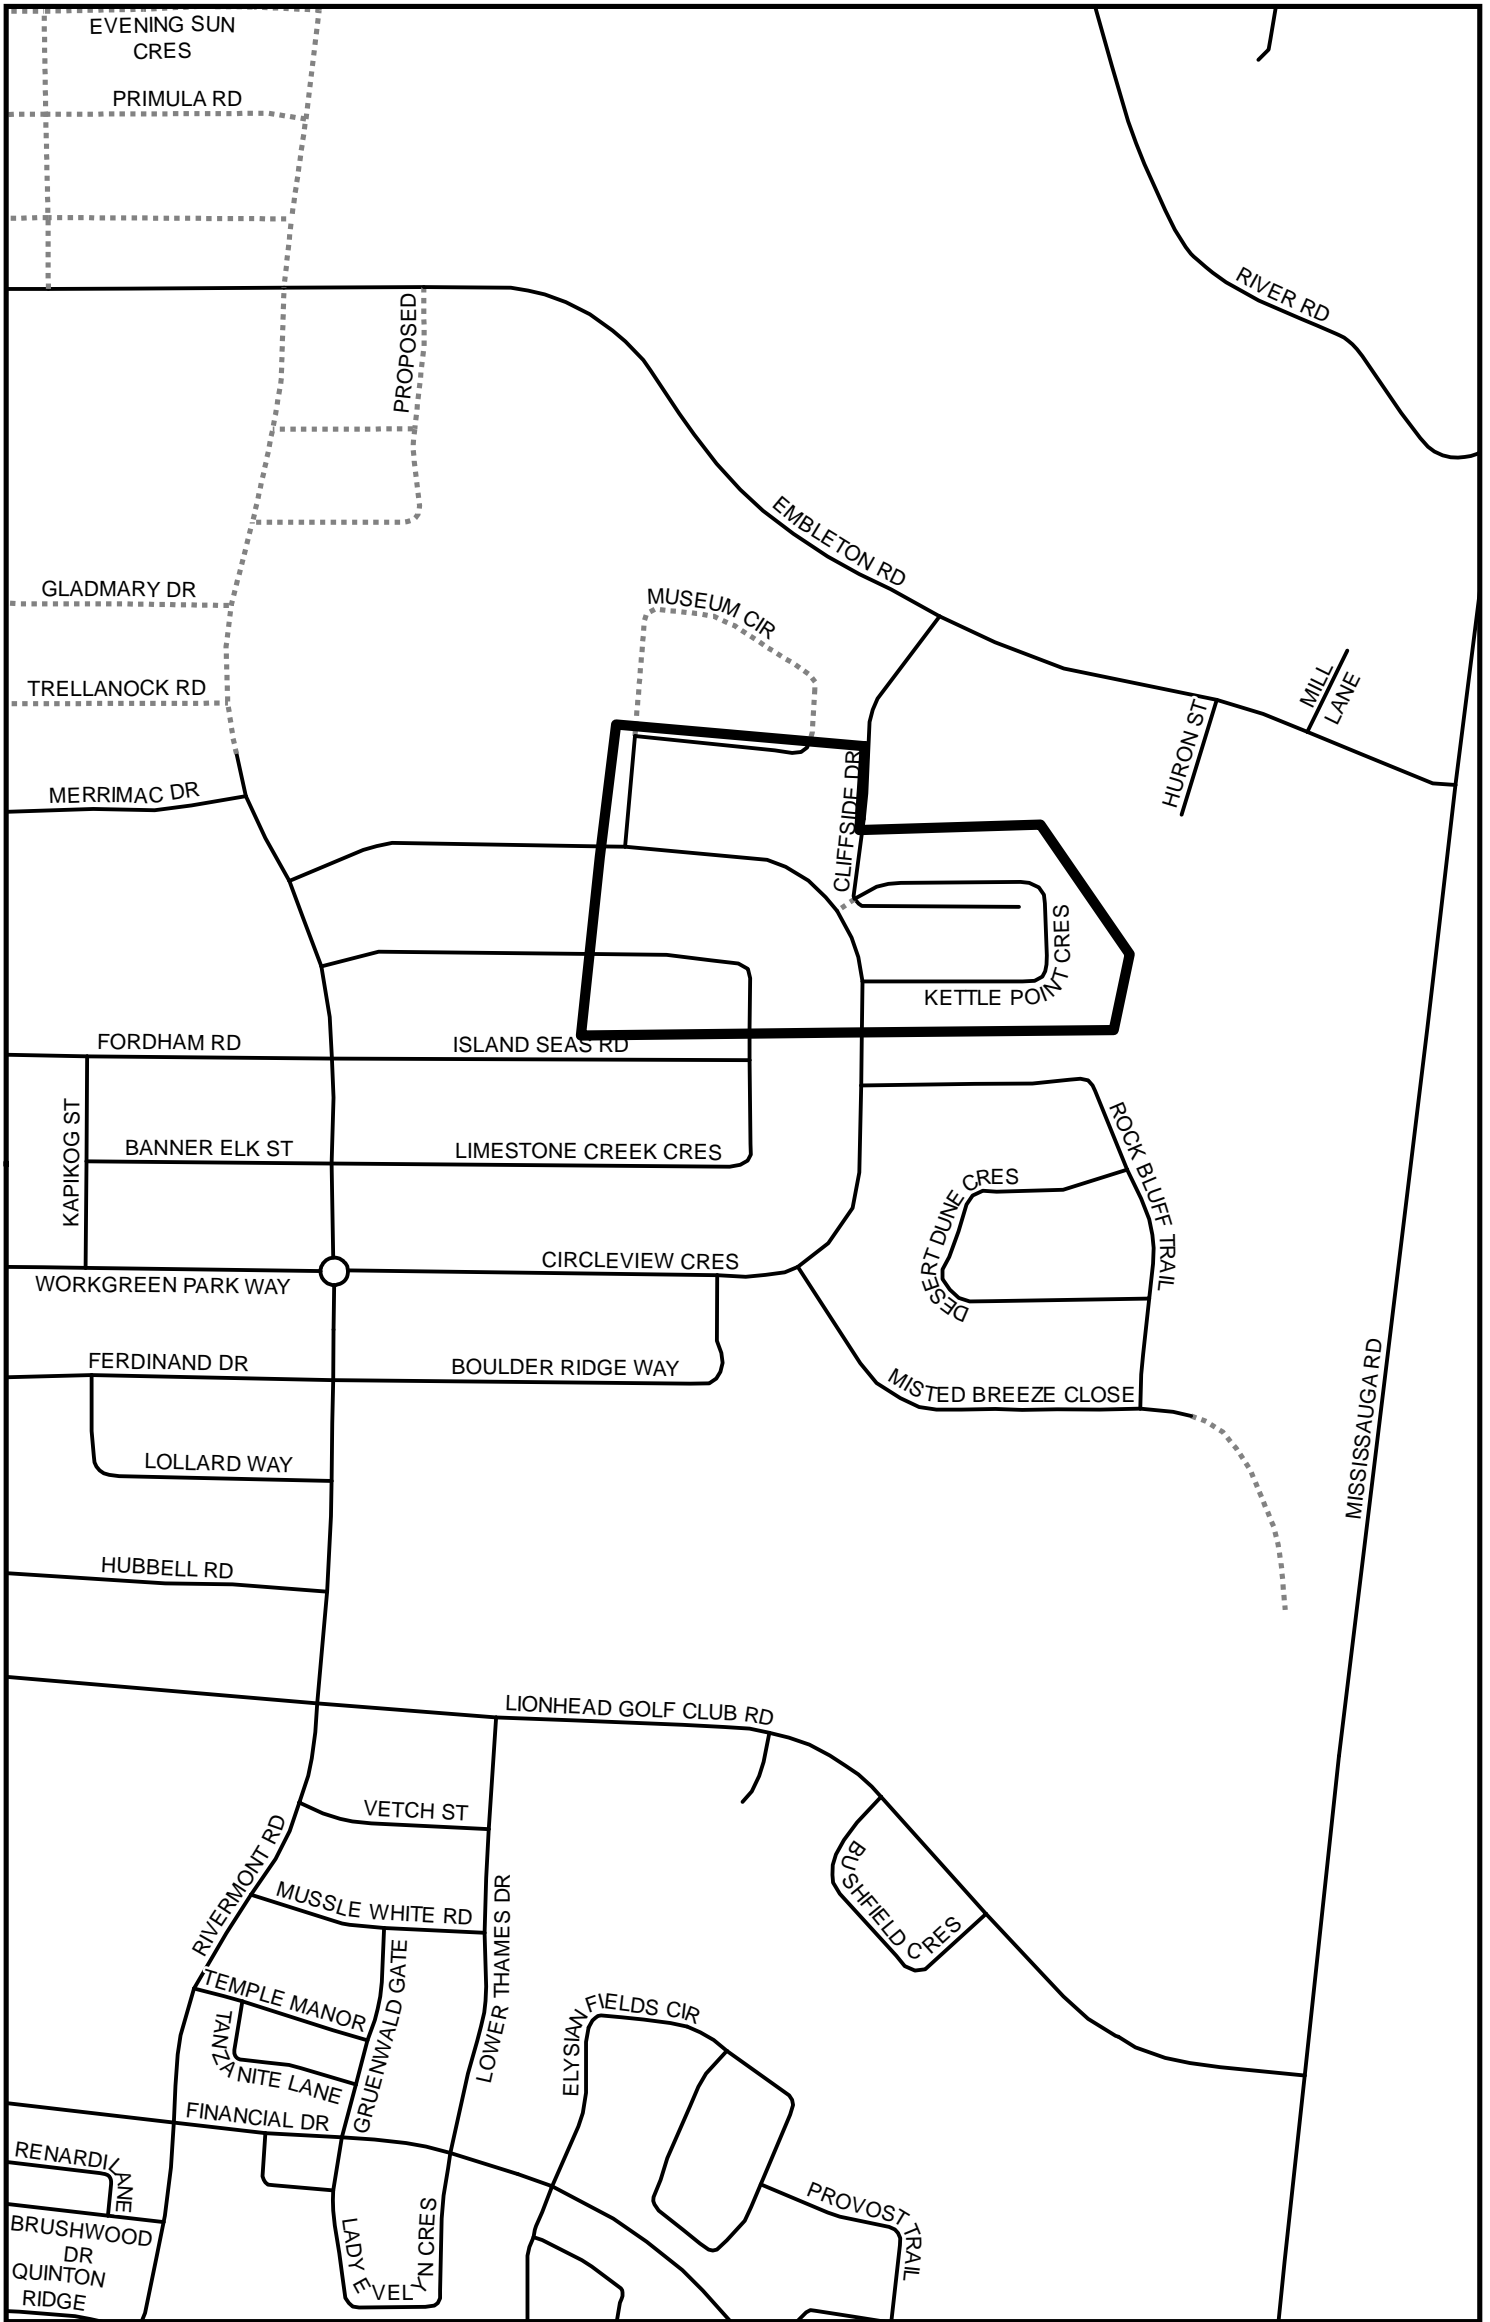 EVENING SUN
CRES
PRIMULA RD
RIVER RD
PROPOSED
EMBLETON RD
GLADMARY DR
MUSEUM CIR
TRELLANOCK RD
MILL
LANE
HURON ST
MERRIMAC DR
CLIFFSIDE DR
KETTLE POINT CRES
FORDHAM RD
ISLAND SEAS RD
KAPIKOG ST
BANNER ELK ST
LIMESTONE CREEK CRES
ROCK BLUFF TRAIL
DESERT DUNE CRES
CIRCLEVIEW CRES
WORKGREEN PARK WAY
FERDINAND DR
BOULDER RIDGE WAY
MISTED BREEZE CLOSE
MISSISSAUGA RD
LOLLARD WAY
HUBBELL RD
LIONHEAD GOLF CLUB RD
VETCH ST
RIVERMONT RD
BUSHFIELD CRES
MUSSLE WHITE RD
LOWER THAMES DR
GRUENWALD GATE
TEMPLE MANOR
TANZANITE LANE
ELYSIAN FIELDS CIR
FINANCIAL DR
RENARDI LANE
PROVOST TRAIL
LADY EVELYN CRES
BRUSHWOOD
DR
QUINTON
RIDGE